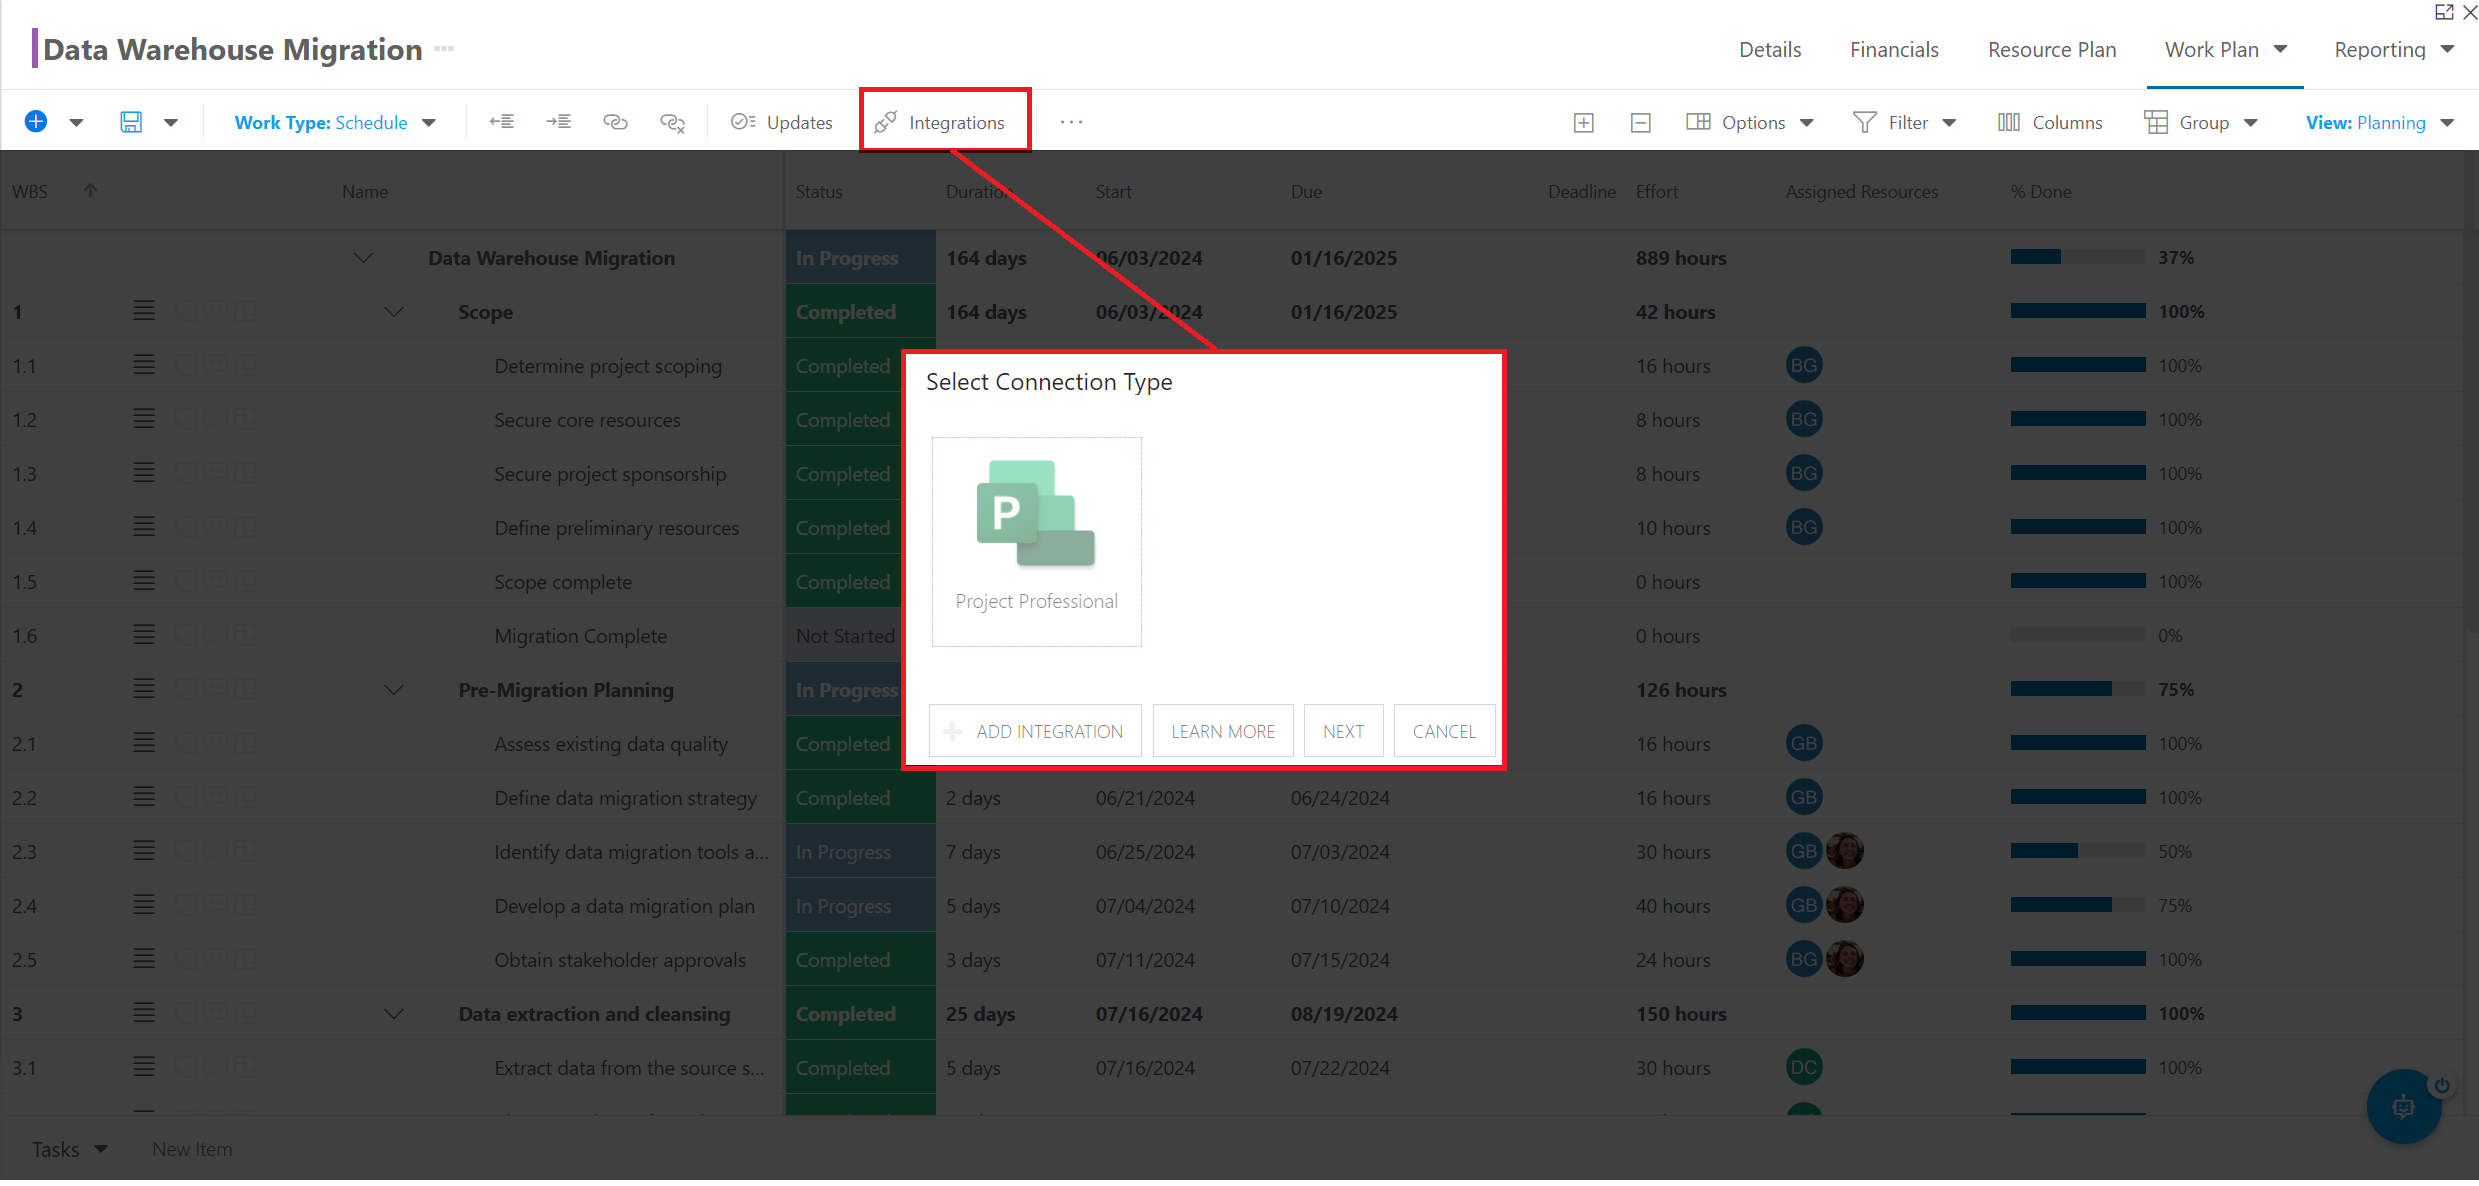 Data Warehouse Migration
Details Financials Resource Plan Work Plan Reporting
Work Type: Schedule Updates Integrations Options Filter Columns Group View: Planning
WBS Name Status Duration Start Due Deadline Effort Assigned Resources % Done
Data Warehouse Migration In Progress 164 days 06/03/2024 01/16/2025 889 hours 37%
1 Scope Completed 164 days 06/03/2024 01/16/2025 42 hours 100%
1.1 Determine project scoping Completed 16 hours BG 100%
1.2 Secure core resources Completed 8 hours BG 100%
1.3 Secure project sponsorship Completed 8 hours BG 100%
1.4 Define preliminary resources Completed 10 hours BG 100%
1.5 Scope complete Completed 0 hours 100%
1.6 Migration Complete Not Started 0 hours 0%
2 Pre-Migration Planning In Progress 126 hours 75%
2.1 Assess existing data quality Completed 16 hours GB 100%
2.2 Define data migration strategy Completed 2 days 06/21/2024 06/24/2024 16 hours GB 100%
2.3 Identify data migration tools a... In Progress 7 days 06/25/2024 07/03/2024 30 hours GB 50%
2.4 Develop a data migration plan In Progress 5 days 07/04/2024 07/10/2024 40 hours GB 75%
2.5 Obtain stakeholder approvals Completed 3 days 07/11/2024 07/15/2024 24 hours BG 100%
3 Data extraction and cleansing Completed 25 days 07/16/2024 08/19/2024 150 hours 100%
3.1 Extract data from the source s... Completed 5 days 07/16/2024 07/22/2024 30 hours DC 100%
Select Connection Type
P
Project Professional
ADD INTEGRATION LEARN MORE NEXT CANCEL
Tasks New Item